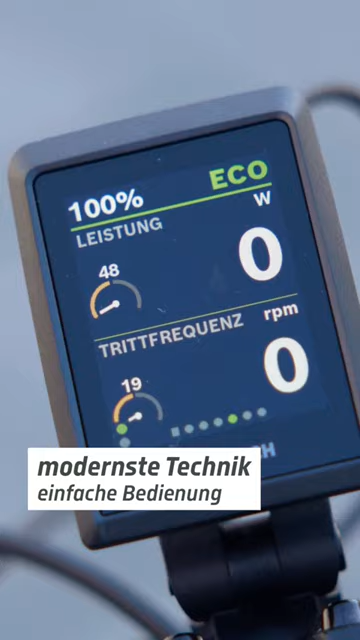 100% ECO
LEISTUNG W
48
0
TRITTFREQUENZ rpm
19
0
modernste Technik
einfache Bedienung